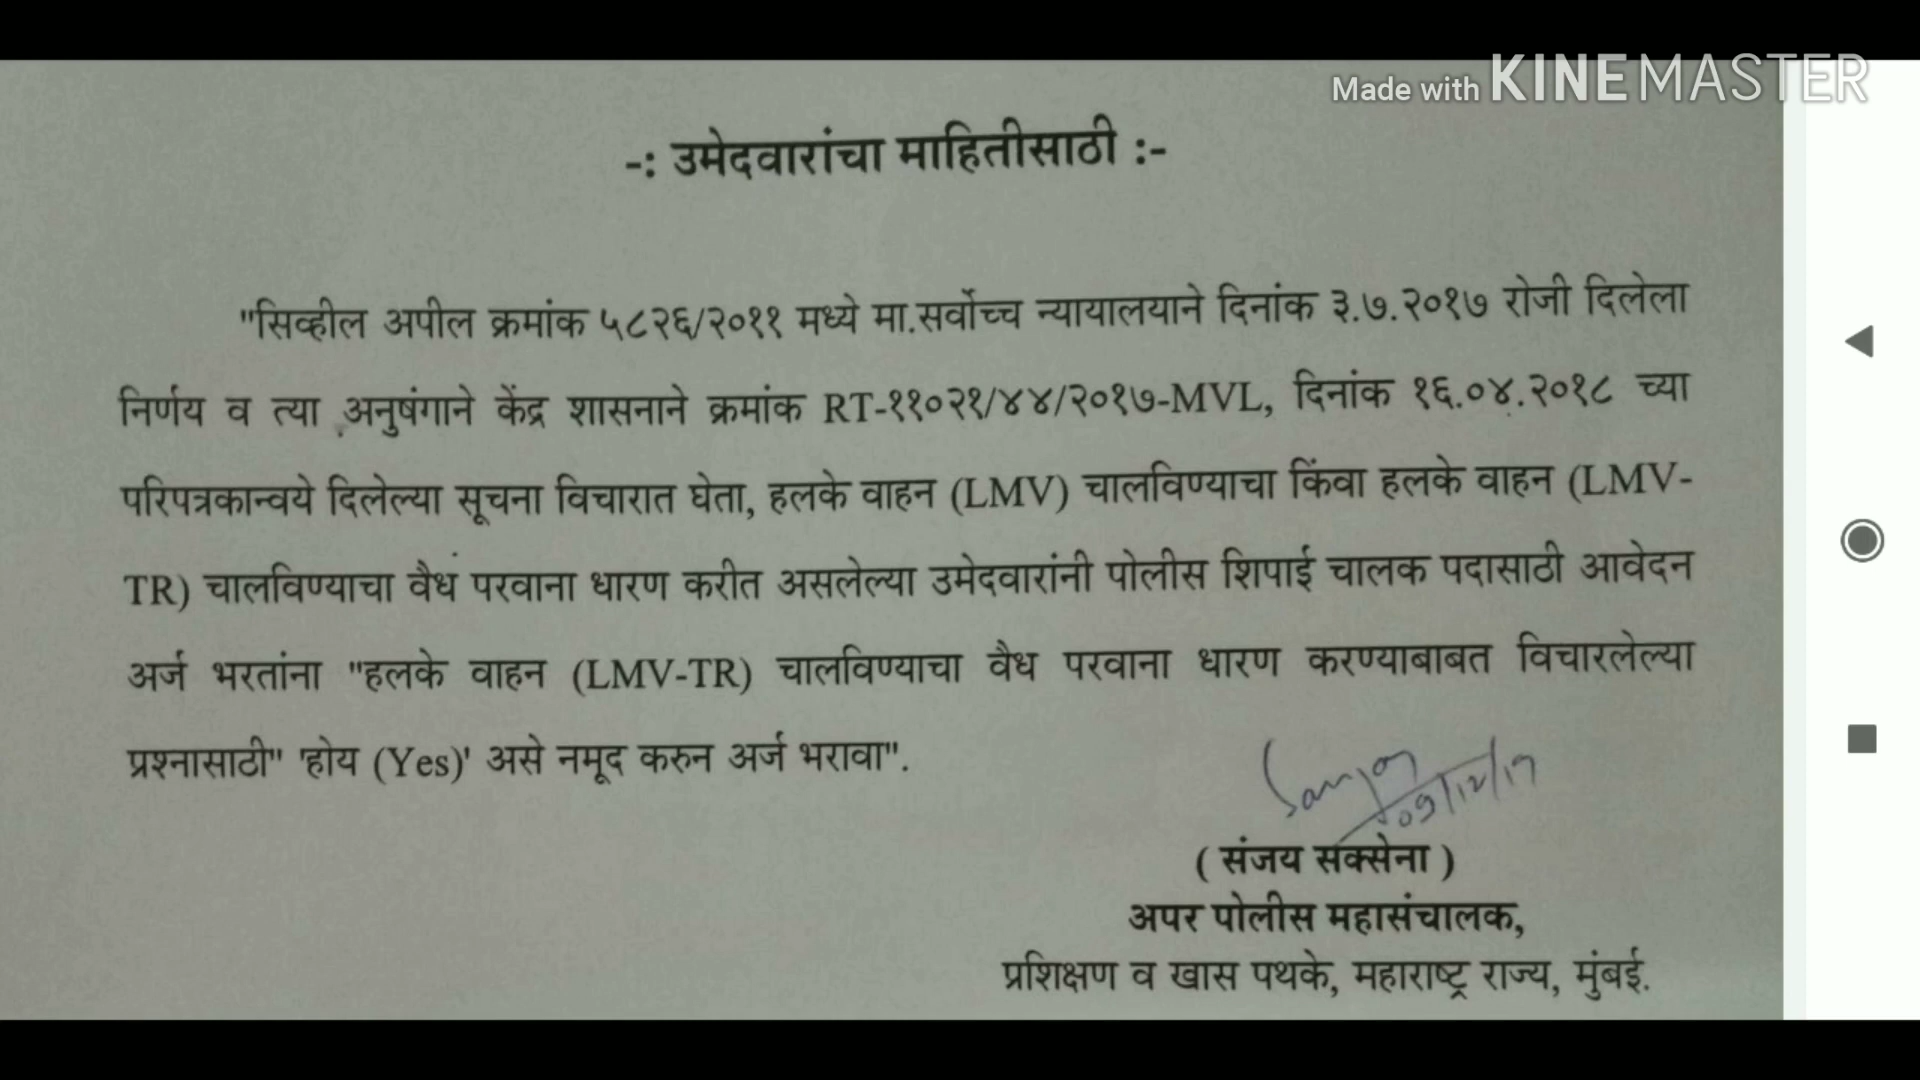 Made with KINEMASTER
-: उमेदवारांचा माहितीसाठी :-
"सिव्हील अपील क्रमांक ५८२६/२०११ मध्ये मा.सर्वोच्च न्यायालयाने दिनांक ३.७.२०१७ रोजी दिलेला
निर्णय व त्या अनुषंगाने केंद्र शासनाने क्रमांक RT-११०२१/४४/२०१७-MVL, दिनांक १६.०४.२०१८ च्या
परिपत्रकान्वये दिलेल्या सूचना विचारात घेता, हलके वाहन (LMV) चालविण्याचा किंवा हलके वाहन (LMV-
TR) चालविण्याचा वैध परवाना धारण करीत असलेल्या उमेदवारांनी पोलीस शिपाई चालक पदासाठी आवेदन
अर्ज भरतांना "हलके वाहन (LMV-TR) चालविण्याचा वैध परवाना धारण करण्याबाबत विचारलेल्या
प्रश्नासाठी" 'होय (Yes)' असे नमूद करुन अर्ज भरावा".
Sanjay
09/12/19
( संजय सक्सेना )
अपर पोलीस महासंचालक,
प्रशिक्षण व खास पथके, महाराष्ट्र राज्य, मुंबई.